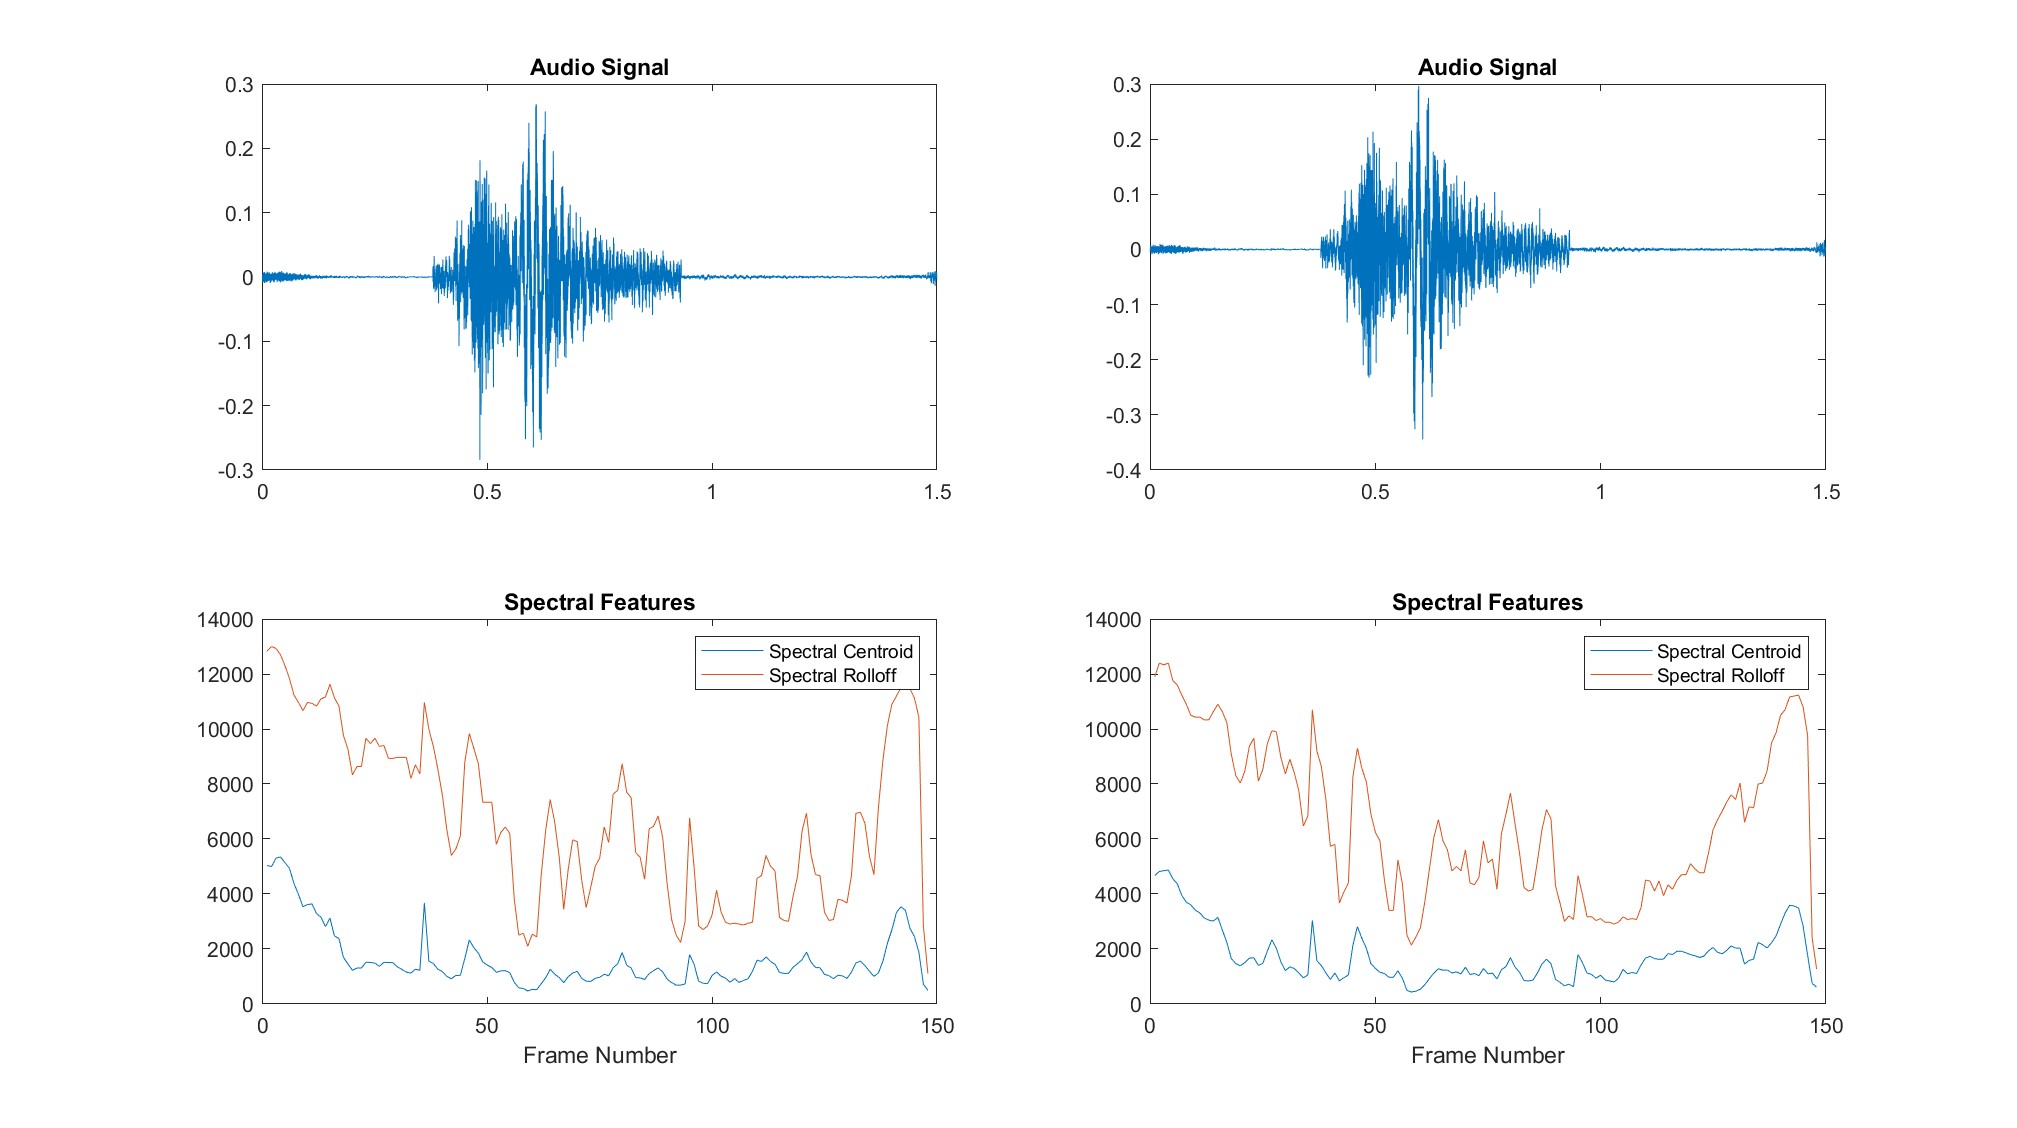 Audio Signal
0.3
0.2
0.1
0
-0.1
-0.2
-0.3
0 0.5 1 1.5
Audio Signal
0.3
0.2
0.1
0
-0.1
-0.2
-0.3
-0.4
0 0.5 1 1.5
Spectral Features
14000
12000
10000
8000
6000
4000
2000
0
Spectral Centroid
Spectral Rolloff
0 50 100 150
Frame Number
Spectral Features
14000
12000
10000
8000
6000
4000
2000
0
Spectral Centroid
Spectral Rolloff
0 50 100 150
Frame Number